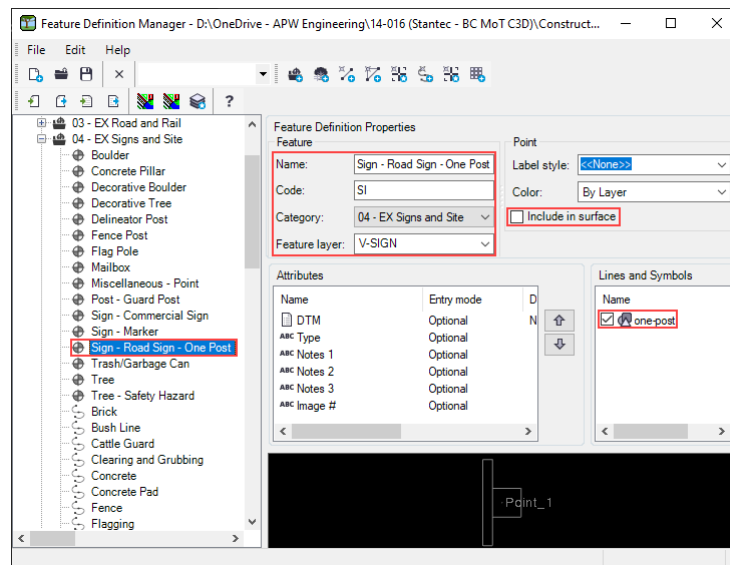 Feature Definition Manager - D:\OneDrive - APW Engineering\14-016 (Stantec - BC MoT C3D)\Construct...
File Edit Help
?
03 - EX Road and Rail
04 - EX Signs and Site
Boulder
Concrete Pillar
Decorative Boulder
Decorative Tree
Delineator Post
Fence Post
Flag Pole
Mailbox
Miscellaneous - Point
Post - Guard Post
Sign - Commercial Sign
Sign - Marker
Sign - Road Sign - One Post
Trash/Garbage Can
Tree
Tree - Safety Hazard
Brick
Bush Line
Cattle Guard
Clearing and Grubbing
Concrete
Concrete Pad
Fence
Flagging
Feature Definition Properties
Feature
Name: Sign - Road Sign - One Post
Code: SI
Category: 04 - EX Signs and Site
Feature layer: V-SIGN
Point
Label style: <<None>>
Color: By Layer
Include in surface
Attributes
Name Entry mode D
DTM Optional N
ABC Type Optional
ABC Notes 1 Optional
ABC Notes 2 Optional
ABC Notes 3 Optional
ABC Image # Optional
Lines and Symbols
Name
one-post
Point_1